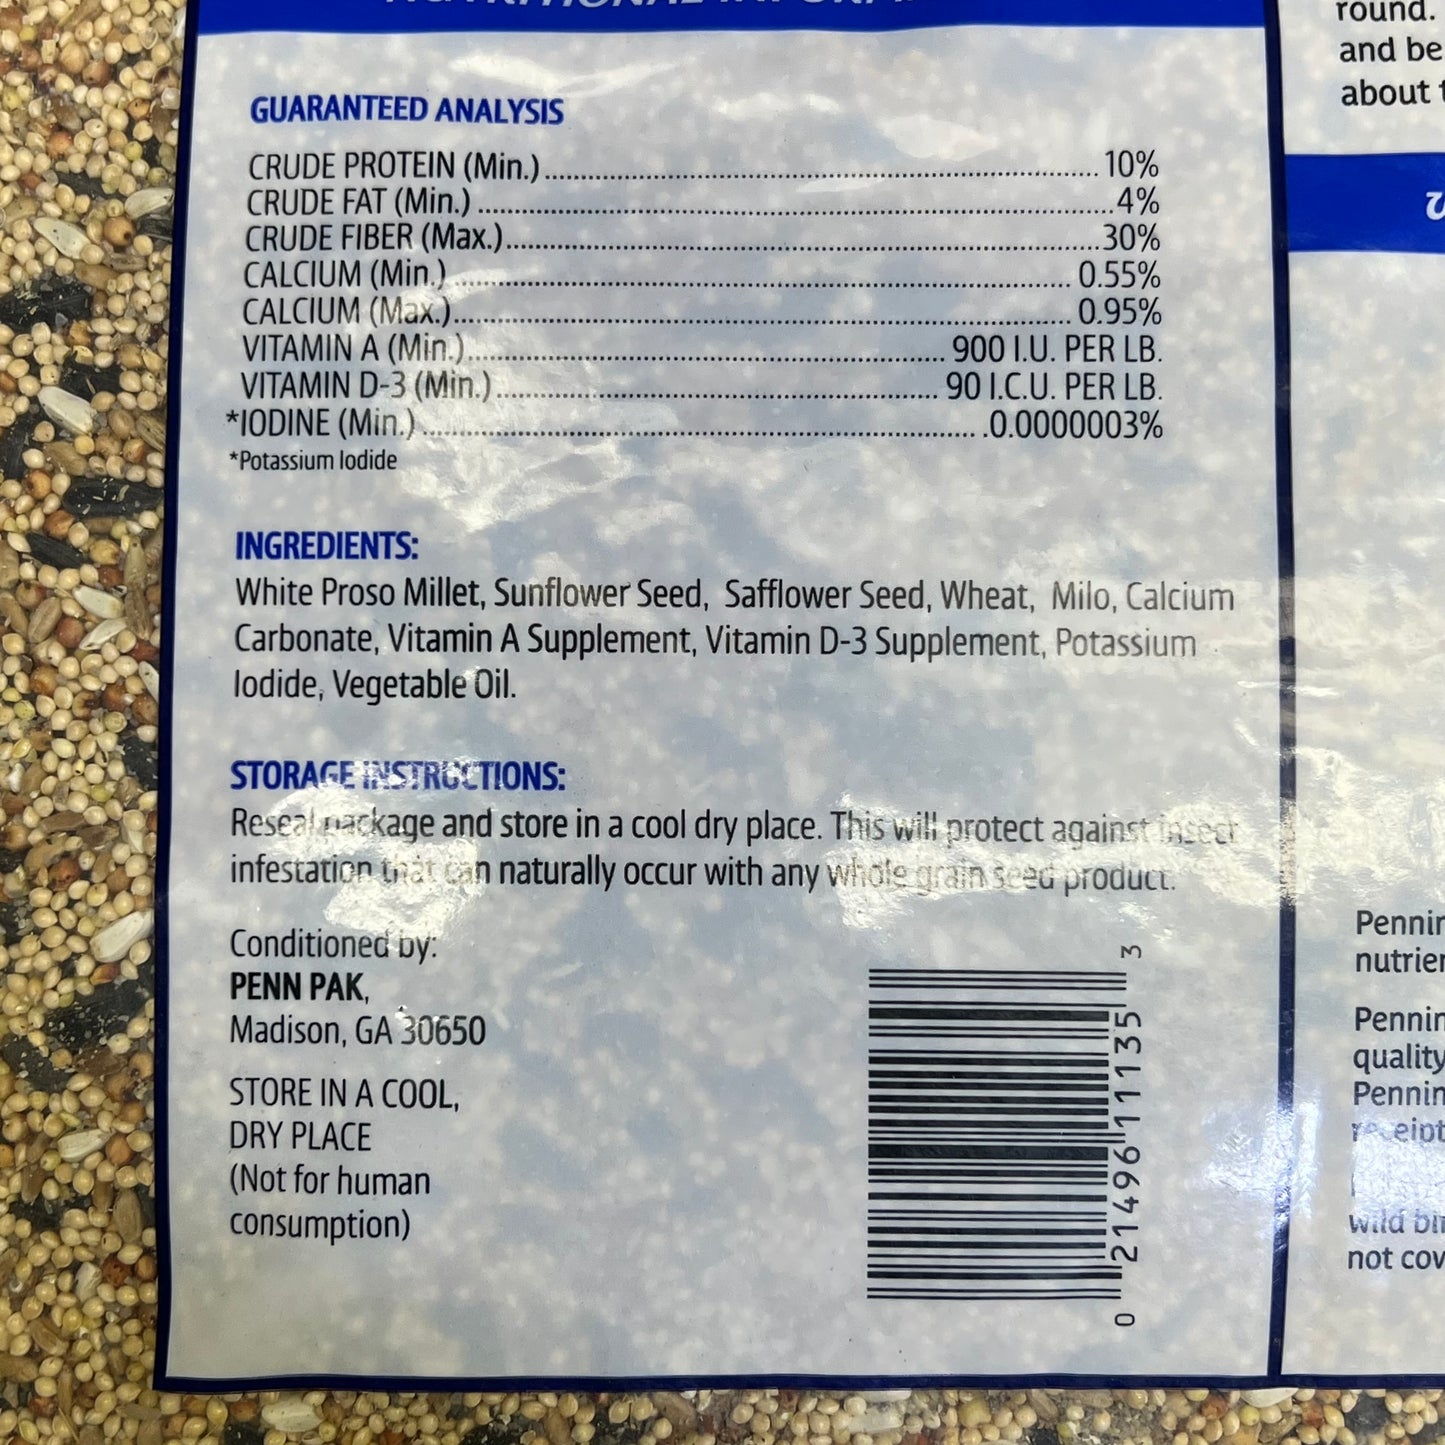 GUARANTEED ANALYSIS
CRUDE PROTEIN (Min.) 10%
CRUDE FAT (Min.) 4%
CRUDE FIBER (Max.) 30%
CALCIUM (Min.) 0.55%
CALCIUM (Max.) 0.95%
VITAMIN A (Min.) 900 I.U. PER LB.
VITAMIN D-3 (Min.) 90 I.C.U. PER LB.
*IODINE (Min.) .0.0000003%
*Potassium Iodide
INGREDIENTS:
White Proso Millet, Sunflower Seed, Safflower Seed, Wheat, Milo, Calcium
Carbonate, Vitamin A Supplement, Vitamin D-3 Supplement, Potassium
Iodide, Vegetable Oil.
STORAGE INSTRUCTIONS:
Reseal package and store in a cool dry place. This will protect against insect
infestation that can naturally occur with any whole grain seed product.
Conditioned by:
PENN PAK,
Madison, GA 30650
STORE IN A COOL,
DRY PLACE
(Not for human
consumption)
0 21496 11135 3
round.
and be
about
Pennin
nutrien
Pennin
quality
Pennin
wild bir
not cov